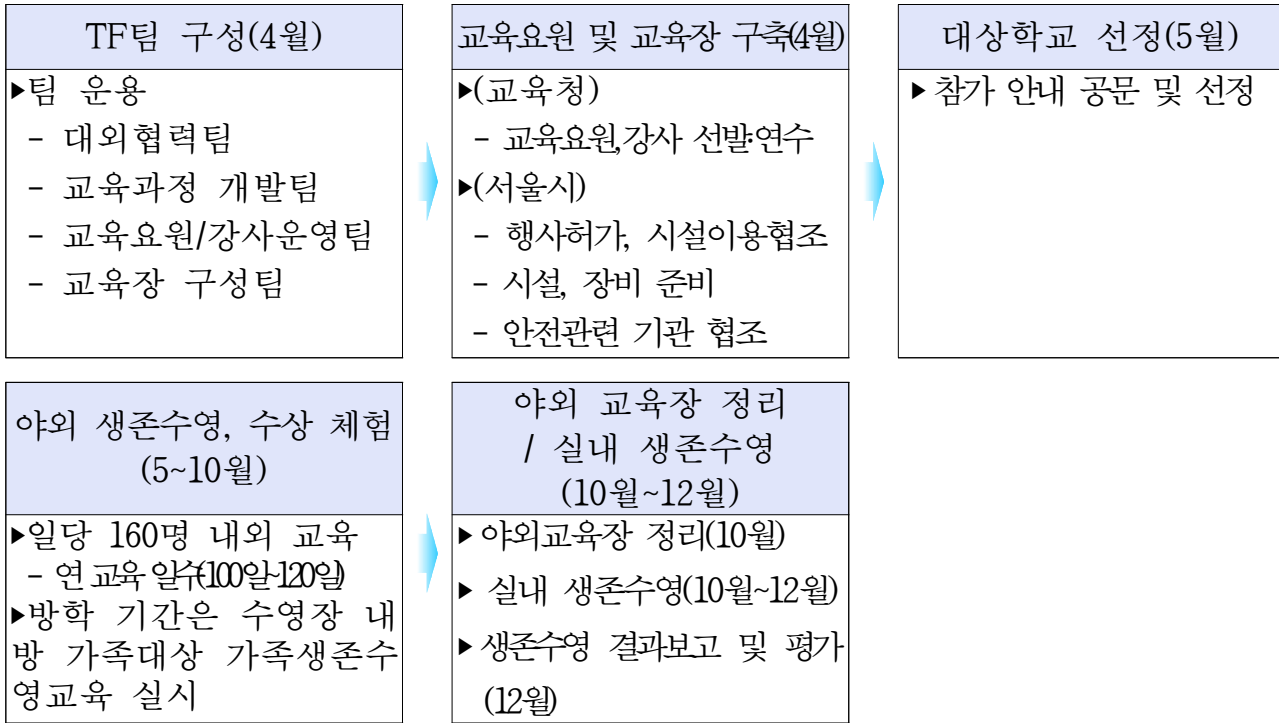 TF팀 구성(4월)
▶팀 운용
- 대외협력팀
- 교육과정 개발팀
- 교육요원/강사운영팀
- 교육장 구성팀
교육요원 및 교육장 구축(4월)
▶(교육청)
- 교육요원,강사 선발·연수
▶(서울시)
- 행사허가, 시설이용협조
- 시설, 장비 준비
- 안전관련 기관 협조
대상학교 선정(5월)
▶ 참가 안내 공문 및 선정
야외 생존수영, 수상 체험
(5~10월)
▶일당 160명 내외 교육
- 연 교육 일수(100일~120일)
▶방학 기간은 수영장 내
방 가족대상 가족생존수
영교육 실시
야외 교육장 정리
/ 실내 생존수영
(10월~12월)
▶ 야외교육장 정리(10월)
▶ 실내 생존수영(10월~12월)
▶ 생존수영 결과보고 및 평가
(12월)